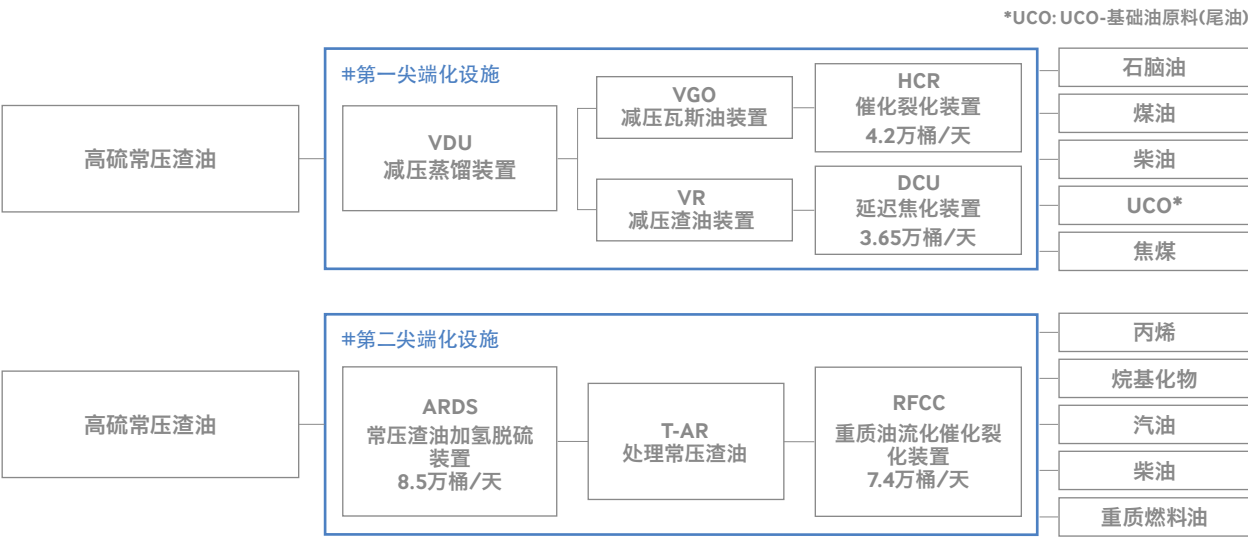 *UCO: UCO-基础油原料(尾油)
#第一尖端化设施
高硫常压渣油
VDU
减压蒸馏装置
VGO
减压瓦斯油装置
VR
减压渣油装置
HCR
催化裂化装置
4.2万桶/天
DCU
延迟焦化装置
3.65万桶/天
石脑油
煤油
柴油
UCO*
焦煤
#第二尖端化设施
高硫常压渣油
ARDS
常压渣油加氢脱硫
装置
8.5万桶/天
T-AR
处理常压渣油
RFCC
重质油流化催化裂
化装置
7.4万桶/天
丙烯
烷基化物
汽油
柴油
重质燃料油